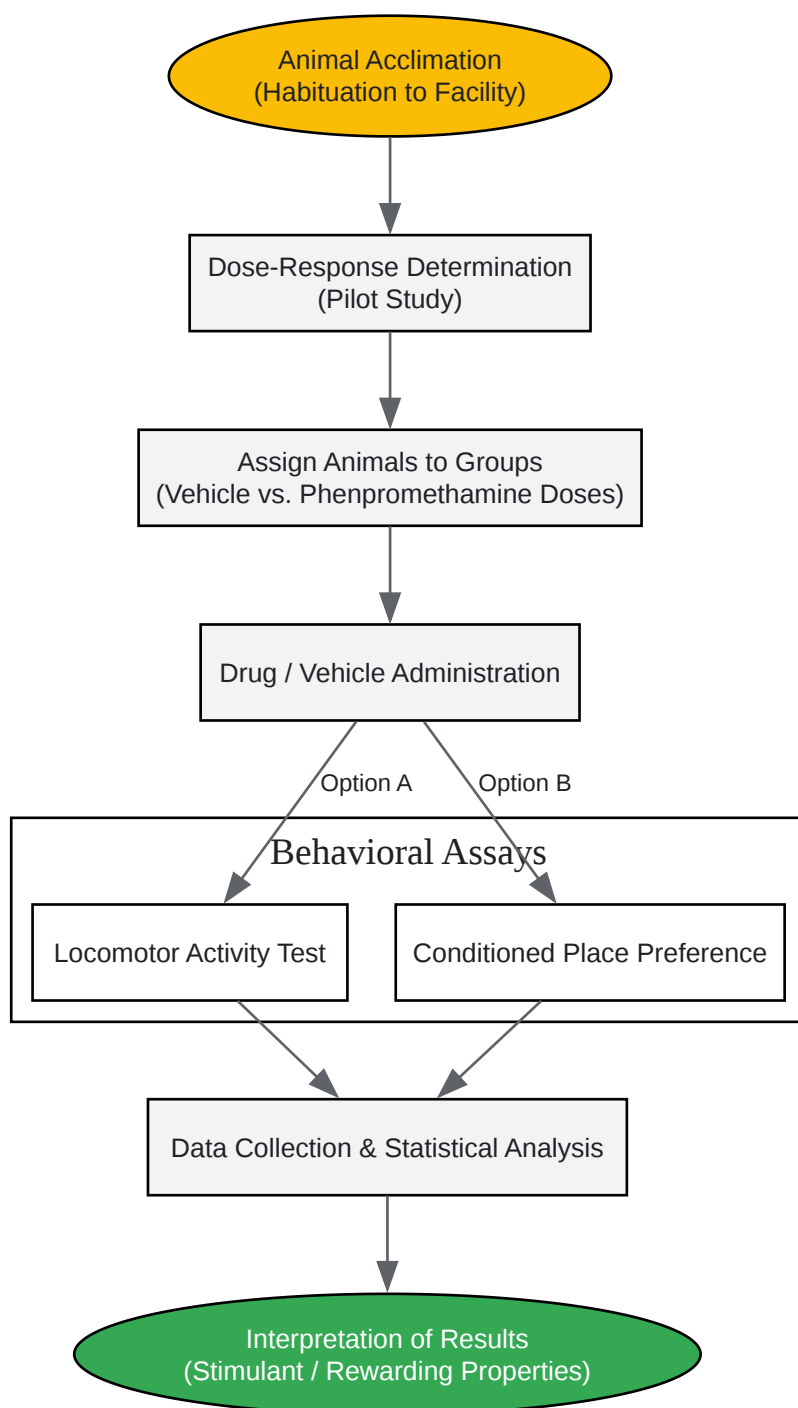 Animal Acclimation
(Habituation to Facility)
Dose-Response Determination
(Pilot Study)
Assign Animals to Groups
(Vehicle vs. Phenpromethamine Doses)
Drug / Vehicle Administration
Option A
Option B
Behavioral Assays
Locomotor Activity Test
Conditioned Place Preference
Data Collection & Statistical Analysis
Interpretation of Results
(Stimulant / Rewarding Properties)